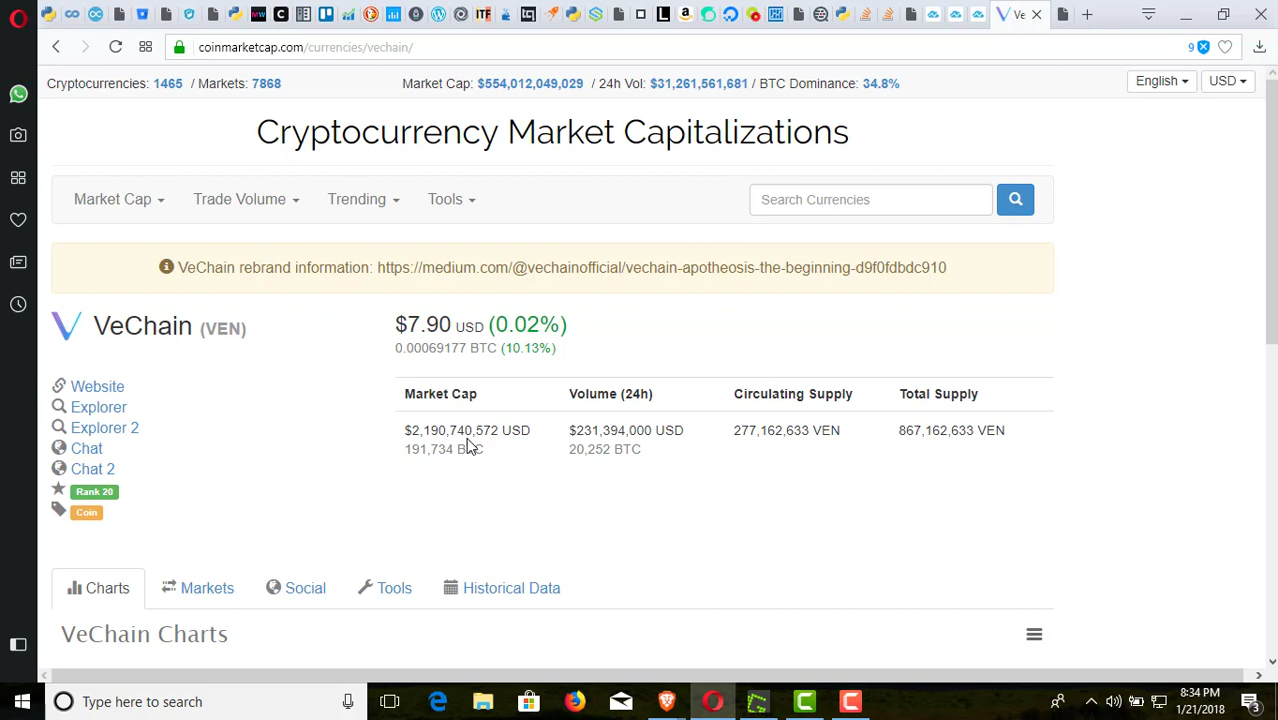 Ve
coinmarketcap.com/currencies/vechain/
9
Cryptocurrencies: 1465 / Markets: 7868
Market Cap: $554,012,049,029 / 24h Vol: $31,261,561,681 / BTC Dominance: 34.8%
English
USD
Cryptocurrency Market Capitalizations
Market Cap
Trade Volume
Trending
Tools
Search Currencies
VeChain rebrand information: https://medium.com/@vechainofficial/vechain-apotheosis-the-beginning-d9f0fdbdc910
VeChain (VEN)
$7.90 USD (0.02%)
0.00069177 BTC (10.13%)
Website
Explorer
Explorer 2
Chat
Chat 2
Rank 20
Coin
Market Cap
Volume (24h)
Circulating Supply
Total Supply
$2,190,740,572 USD
$231,394,000 USD
277,162,633 VEN
867,162,633 VEN
191,734 BTC
20,252 BTC
Charts
Markets
Social
Tools
Historical Data
VeChain Charts
Type here to search
8:34 PM
1/21/2018
3